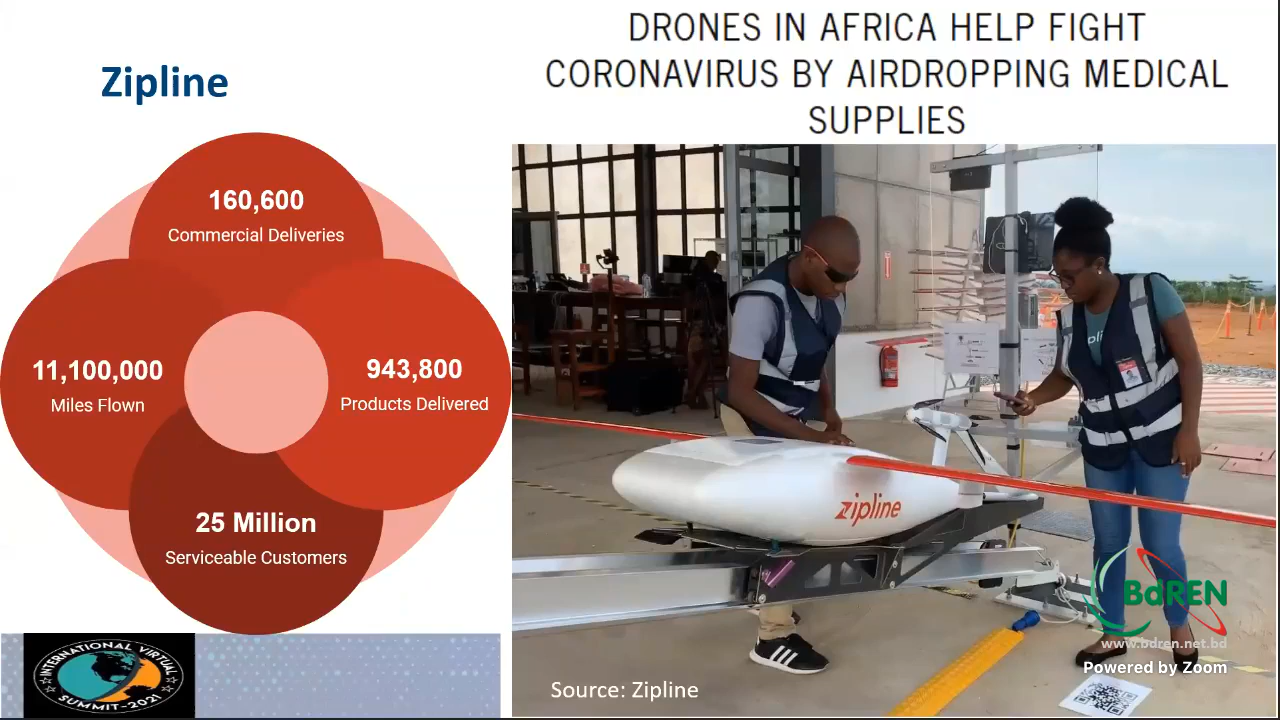 Zipline
160,600
Commercial Deliveries
11,100,000
Miles Flown
943,800
Products Delivered
25 Million
Serviceable Customers
INTERNATIONAL VIRTUAL
SUMMIT-2021
DRONES IN AFRICA HELP FIGHT
CORONAVIRUS BY AIRDROPPING MEDICAL
SUPPLIES
zipline
BdREN
www.bdren.net.bd
Powered by Zoom
Source: Zipline